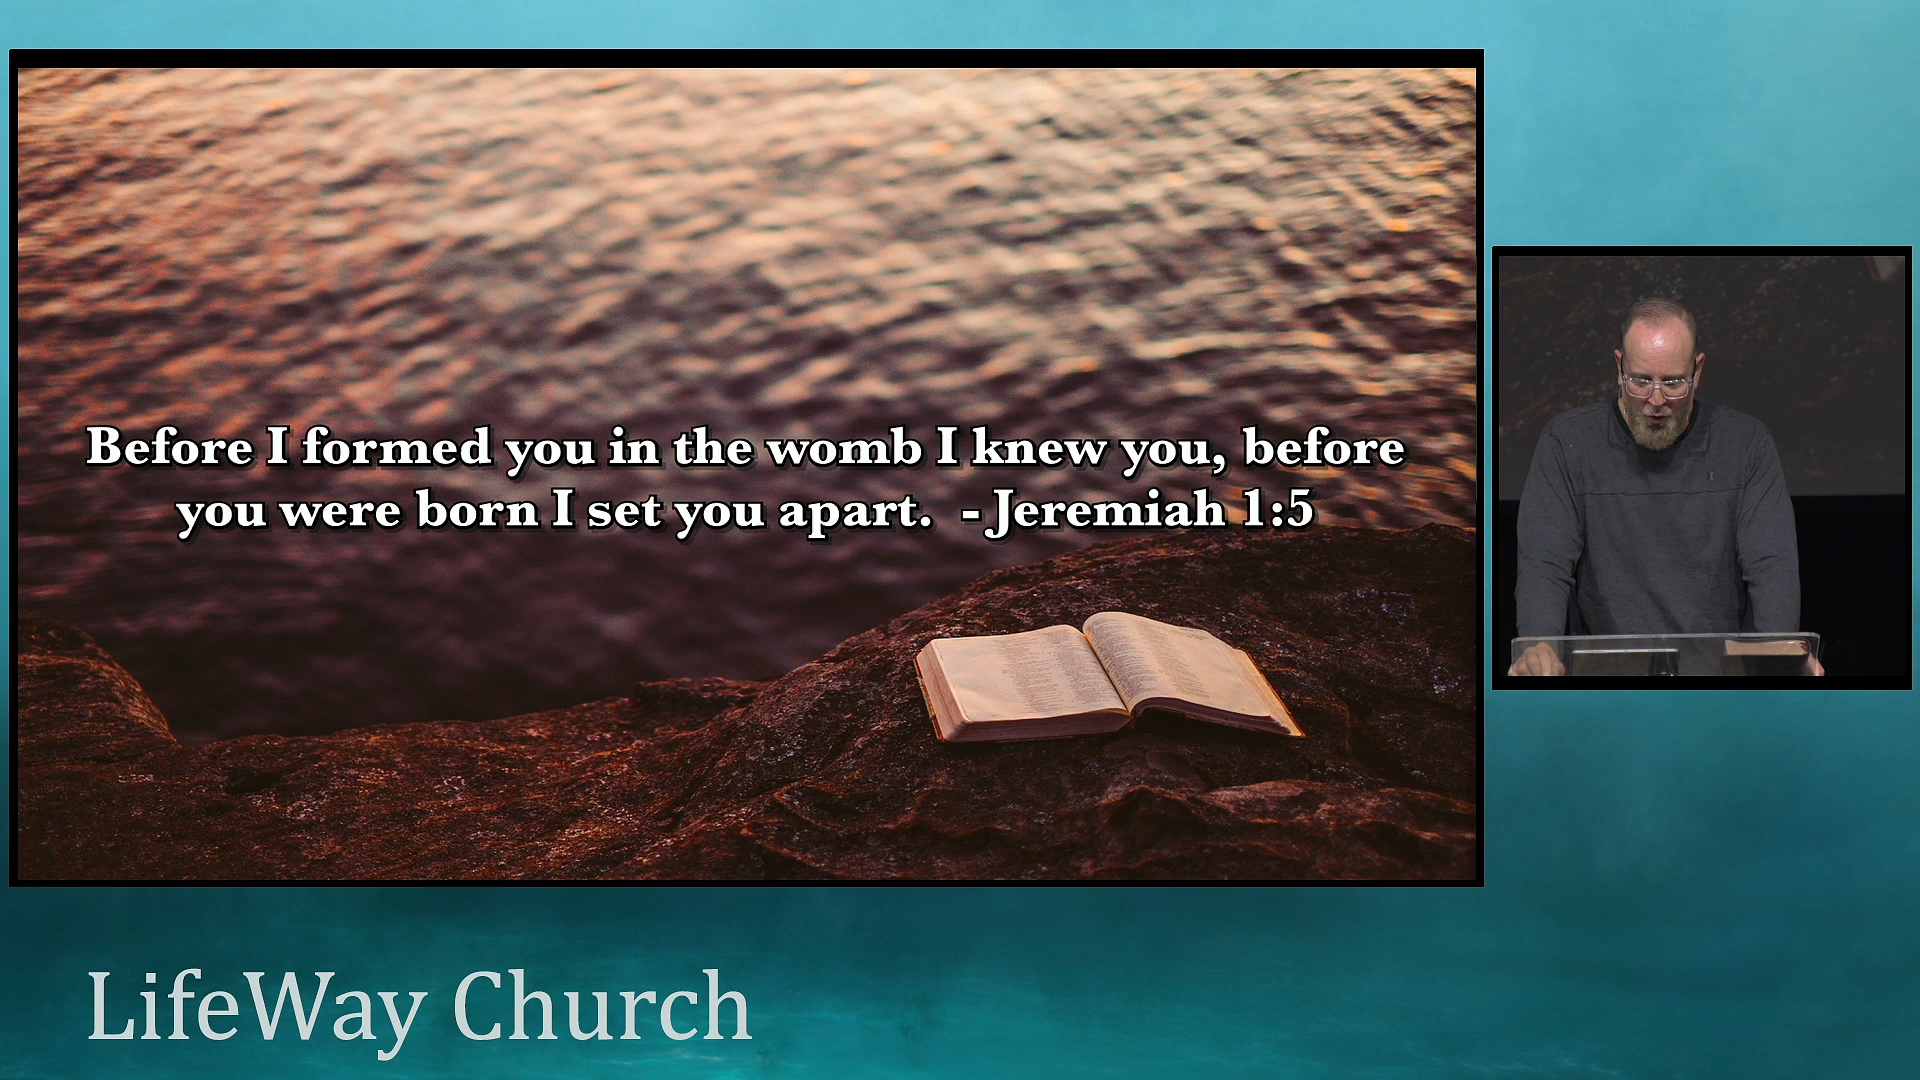 Before I formed you in the womb I knew you, before
you were born I set you apart.  - Jeremiah 1:5
LifeWay Church